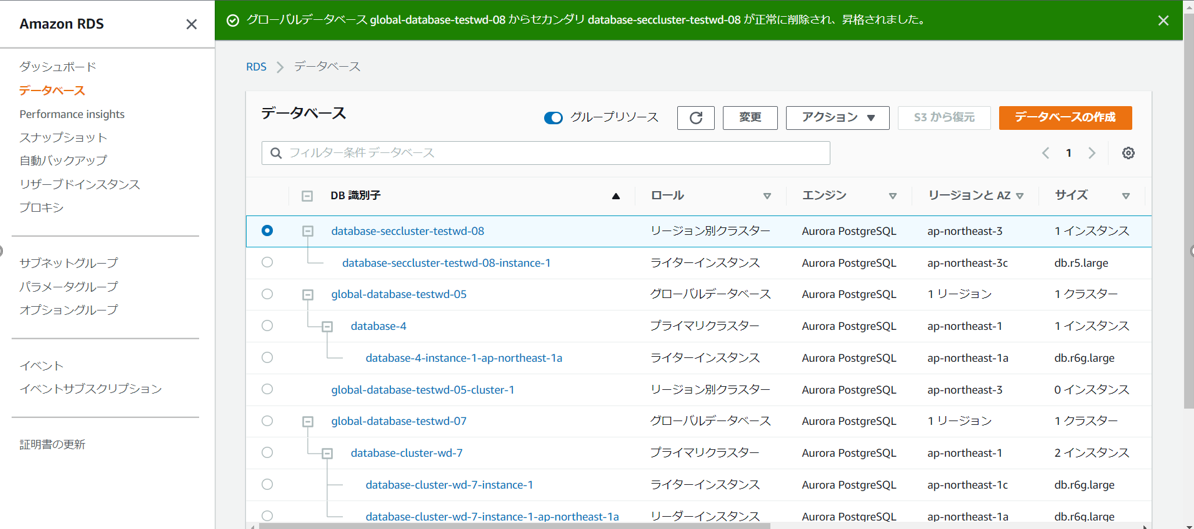 Amazon RDS
ダッシュボード
データベース
Performance insights
スナップショット
自動バックアップ
リザーブドインスタンス
プロキシ
サブネットグループ
パラメータグループ
オプショングループ
イベント
イベントサブスクリプション
証明書の更新
グローバルデータベース global-database-testwd-08 からセカンダリ database-seccluster-testwd-08 が正常に削除され、昇格されました。
RDS > データベース
データベース グループリソース 変更 アクション ▼ S3 から復元 データベースの作成
フィルター条件 データベース 1
DB 識別子 ロール エンジン リージョンと AZ サイズ
database-seccluster-testwd-08 リージョン別クラスター Aurora PostgreSQL ap-northeast-3 1 インスタンス
database-seccluster-testwd-08-instance-1 ライターインスタンス Aurora PostgreSQL ap-northeast-3c db.r5.large
global-database-testwd-05 グローバルデータベース Aurora PostgreSQL 1 リージョン 1 クラスター
database-4 プライマリクラスター Aurora PostgreSQL ap-northeast-1 1 インスタンス
database-4-instance-1-ap-northeast-1a ライターインスタンス Aurora PostgreSQL ap-northeast-1a db.r6g.large
global-database-testwd-05-cluster-1 リージョン別クラスター Aurora PostgreSQL ap-northeast-3 0 インスタンス
global-database-testwd-07 グローバルデータベース Aurora PostgreSQL 1 リージョン 1 クラスター
database-cluster-wd-7 プライマリクラスター Aurora PostgreSQL ap-northeast-1 2 インスタンス
database-cluster-wd-7-instance-1 ライターインスタンス Aurora PostgreSQL ap-northeast-1c db.r6g.large
database-cluster-wd-7-instance-1-ap-northeast-1a リーダーインスタンス Aurora PostgreSQL ap-northeast-1a db.r6g.large